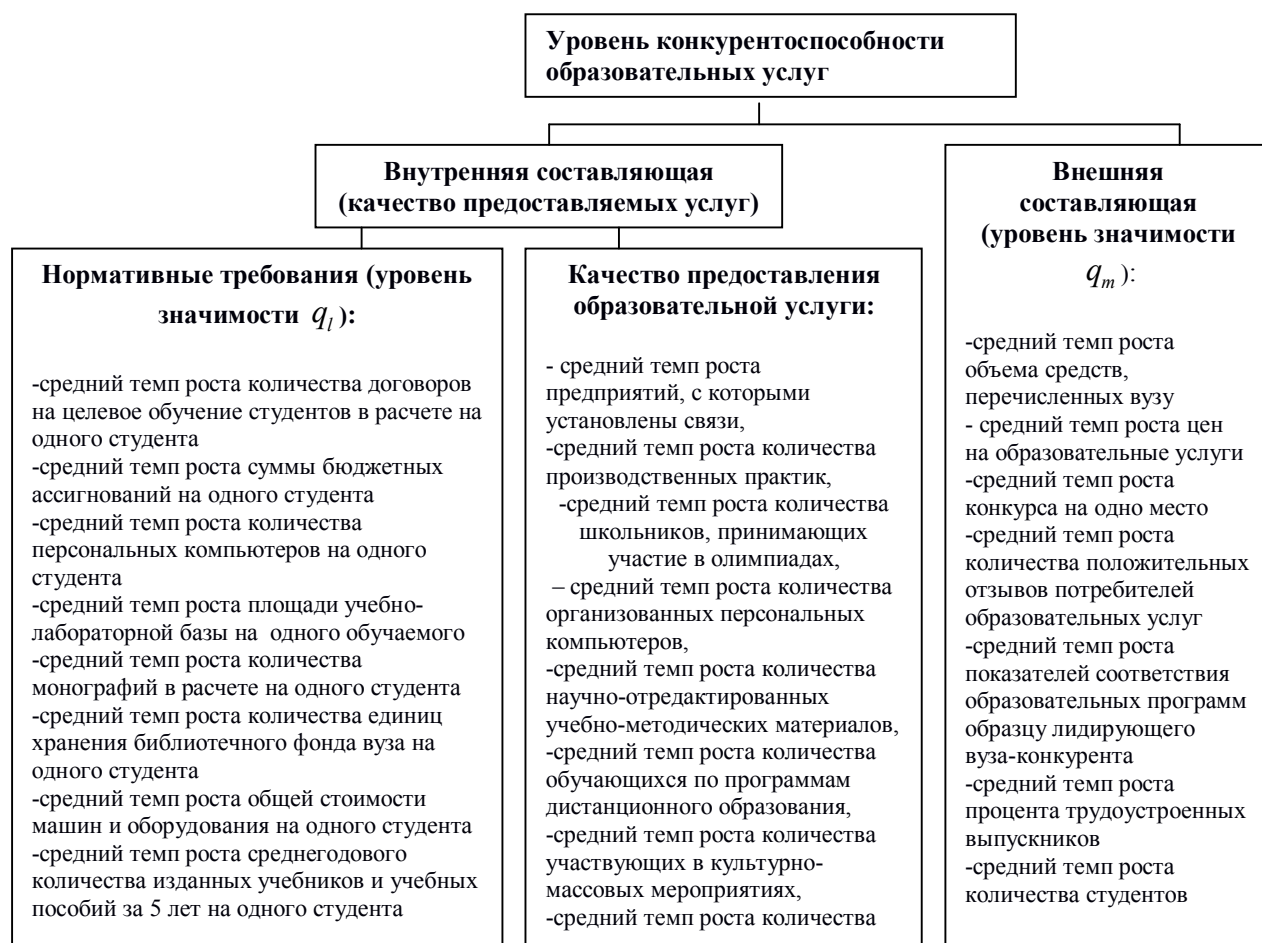 Уровень конкурентоспособности
образовательных услуг
Внутренняя составляющая
(качество предоставляемых услуг)
Нормативные требования (уровень
значимости q_l):
-средний темп роста количества договоров
на целевое обучение студентов в расчете на
одного студента
-средний темп роста суммы бюджетных
ассигнований на одного студента
-средний темп роста количества
персональных компьютеров на одного
студента
-средний темп роста площади учебно-
лабораторной базы на одного обучаемого
-средний темп роста количества
монографий в расчете на одного студента
-средний темп роста количества единиц
хранения библиотечного фонда вуза на
одного студента
-средний темп роста общей стоимости
машин и оборудования на одного студента
-средний темп роста среднегодового
количества изданных учебников и учебных
пособий за 5 лет на одного студента
Качество предоставления
образовательной услуги:
- средний темп роста
предприятий, с которыми
установлены связи,
-средний темп роста количества
производственных практик,
-средний темп роста количества
школьников, принимающих
участие в олимпиадах,
– средний темп роста количества
организованных персональных
компьютеров,
-средний темп роста количества
научно-отредактированных
учебно-методических материалов,
-средний темп роста количества
обучающихся по программам
дистанционного образования,
-средний темп роста количества
участвующих в культурно-
массовых мероприятиях,
-средний темп роста количества
Внешняя
составляющая
(уровень значимости
q_m):
-средний темп роста
объема средств,
перечисленных вузу
- средний темп роста цен
на образовательные услуги
-средний темп роста
конкурса на одно место
-средний темп роста
количества положительных
отзывов потребителей
образовательных услуг
-средний темп роста
показателей соответствия
образовательных программ
образцу лидирующего
вуза-конкурента
-средний темп роста
процента трудоустроенных
выпускников
-средний темп роста
количества студентов